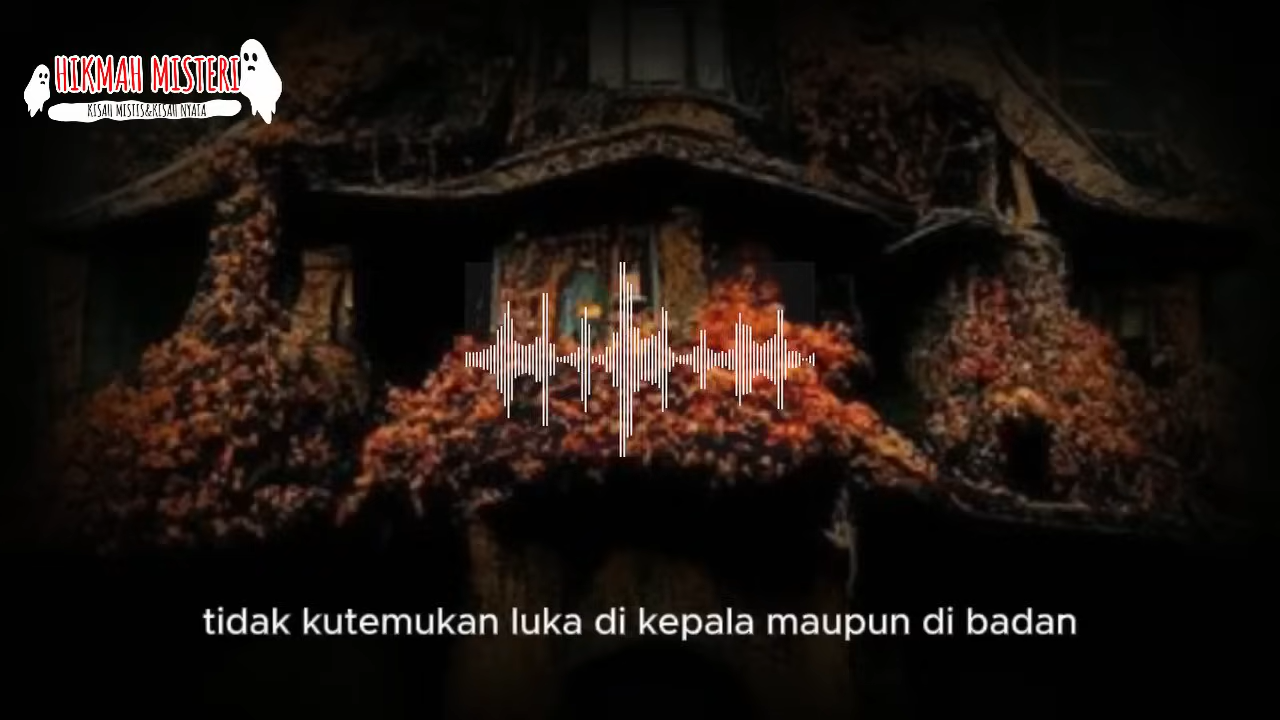 HIKMAH MISTERI
KISAH MISTIS&KISAH NYATA
tidak kutemukan luka di kepala maupun di badan